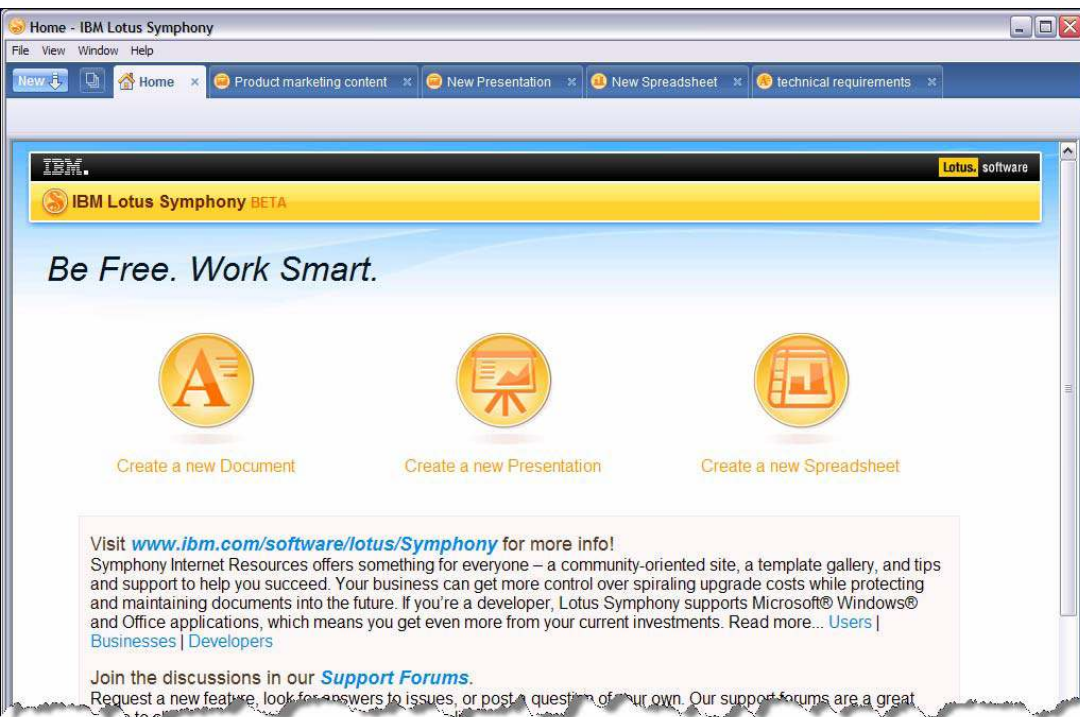 Home - IBM Lotus Symphony
File View Window Help
New Home Product marketing content New Presentation New Spreadsheet technical requirements
IBM. Lotus. software
IBM Lotus Symphony BETA
Be Free. Work Smart.
A
Create a new Document Create a new Presentation Create a new Spreadsheet
Visit www.ibm.com/software/lotus/Symphony for more info!
Symphony Internet Resources offers something for everyone – a community-oriented site, a template gallery, and tips
and support to help you succeed. Your business can get more control over spiraling upgrade costs while protecting
and maintaining documents into the future. If you're a developer, Lotus Symphony supports Microsoft® Windows®
and Office applications, which means you get even more from your current investments. Read more... Users |
Businesses | Developers
Join the discussions in our Support Forums.
Request a new feature, look for answers to issues, or post a question of your own. Our support forums are a great